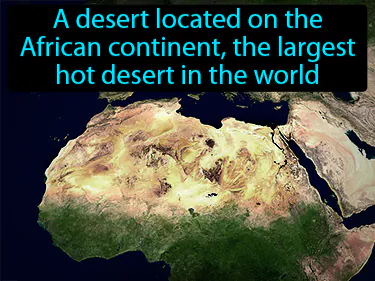 A desert located on the
African continent, the largest
hot desert in the world